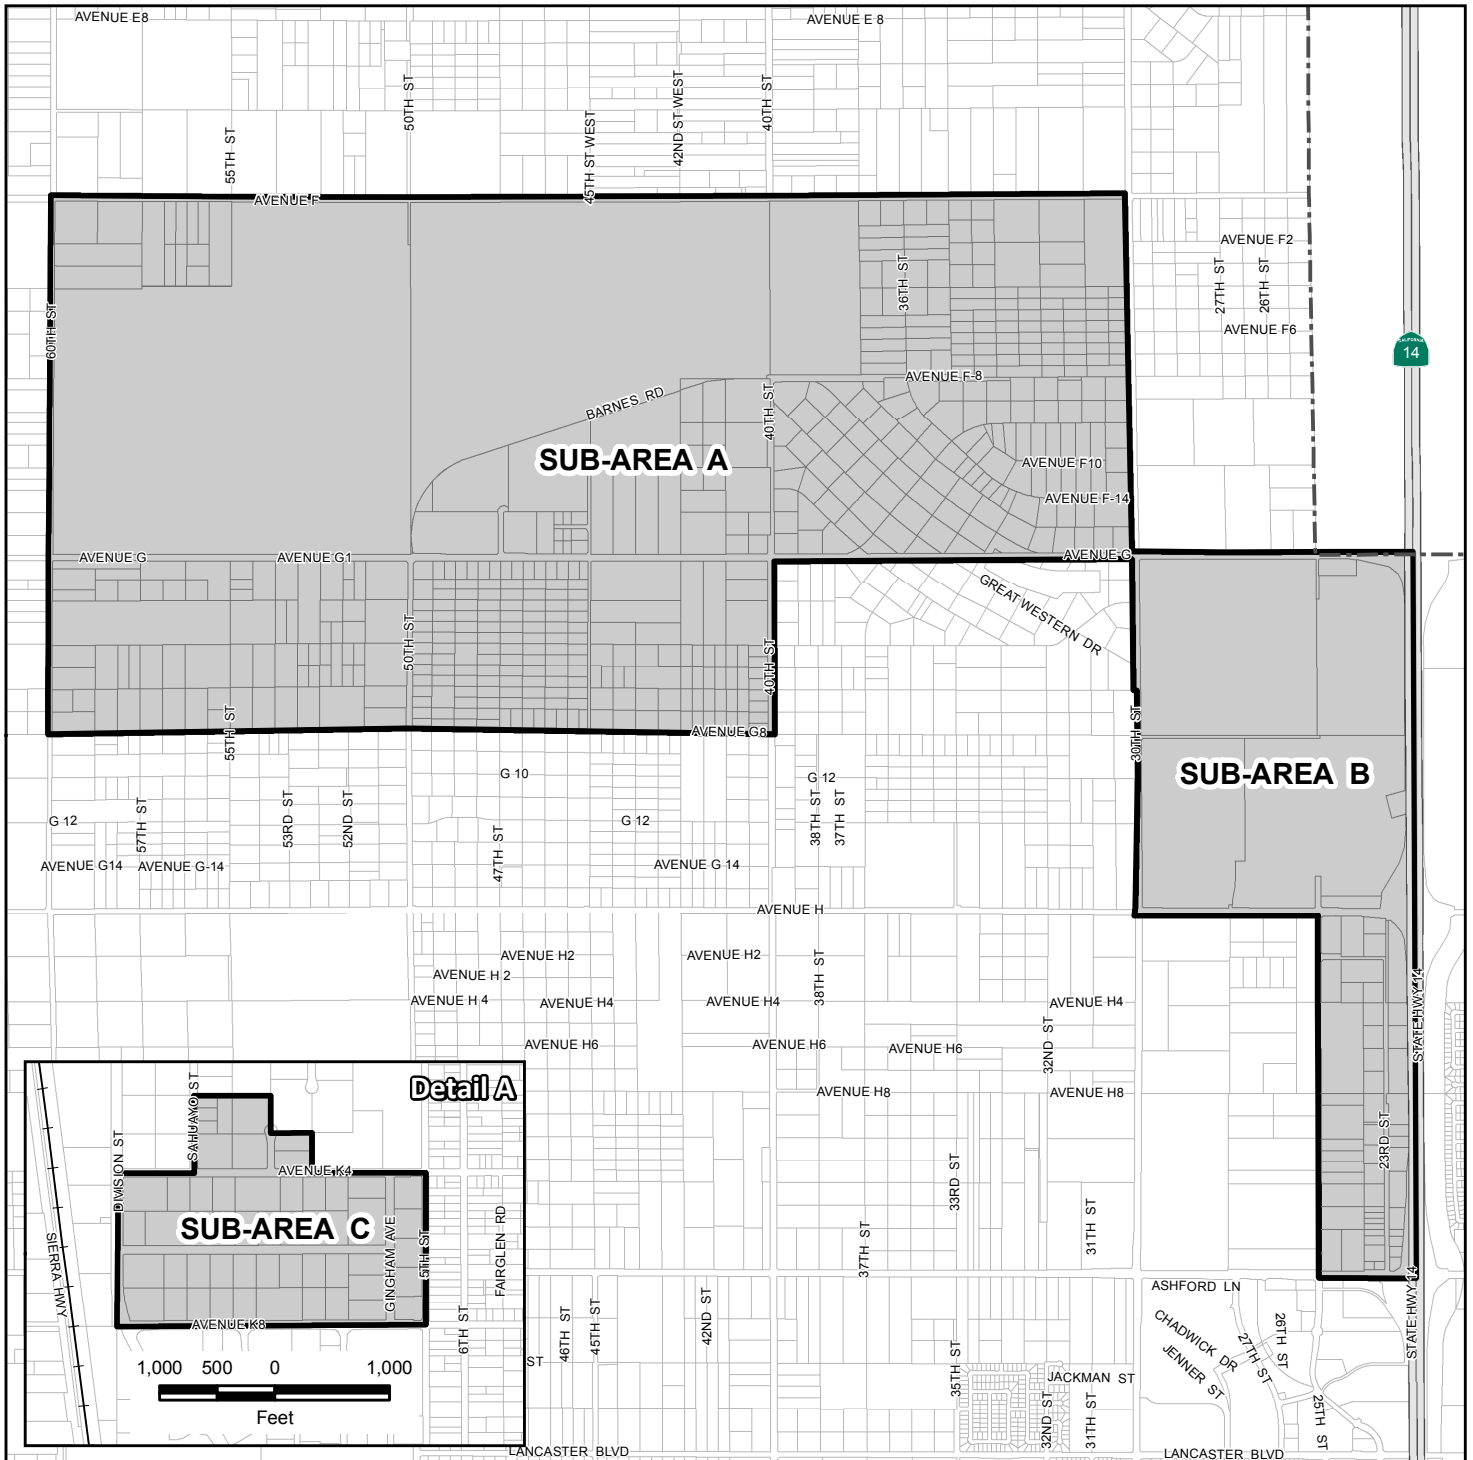 AVENUE E8
AVENUE E 8
50TH ST
42ND ST WEST
40TH ST
45TH ST WEST
55TH ST
AVENUE F
AVENUE F2
36TH ST
27TH ST
26TH ST
60TH ST
AVENUE F6
CALIFORNIA
14
AVENUE F-8
BARNES RD
40TH ST
SUB-AREA A
AVENUE F10
AVENUE F-14
AVENUE G
AVENUE G1
AVENUE G
GREAT WESTERN DR
50TH ST
40TH ST
55TH ST
AVENUE G8
30TH ST
G 10
G 12
SUB-AREA B
G 12
57TH ST
53RD ST
52ND ST
G 12
38TH ST
37TH ST
47TH ST
AVENUE G14
AVENUE G-14
AVENUE G 14
AVENUE H
AVENUE H2
AVENUE H2
AVENUE H 2
38TH ST
AVENUE H 4
AVENUE H4
AVENUE H4
AVENUE H4
STATE HWY 14
AVENUE H6
AVENUE H6
AVENUE H6
32ND ST
AVENUE H8
AVENUE H8
23RD ST
33RD ST
31TH ST
37TH ST
Detail A
SAHUAYO ST
DIVISION ST
AVENUE K4
SUB-AREA C
GINGHAM AVE
5TH ST
FAIRGLEN RD
SIERRA HWY
AVENUE K8
6TH ST
1,000 500 0 1,000
Feet
ST
46TH ST
45TH ST
42ND ST
ASHFORD LN
STATE HWY 14
CHADWICK DR
26TH ST
27TH ST
JENNER ST
35TH ST
JACKMAN ST
32ND ST
31TH ST
25TH ST
LANCASTER BLVD
LANCASTER BLVD